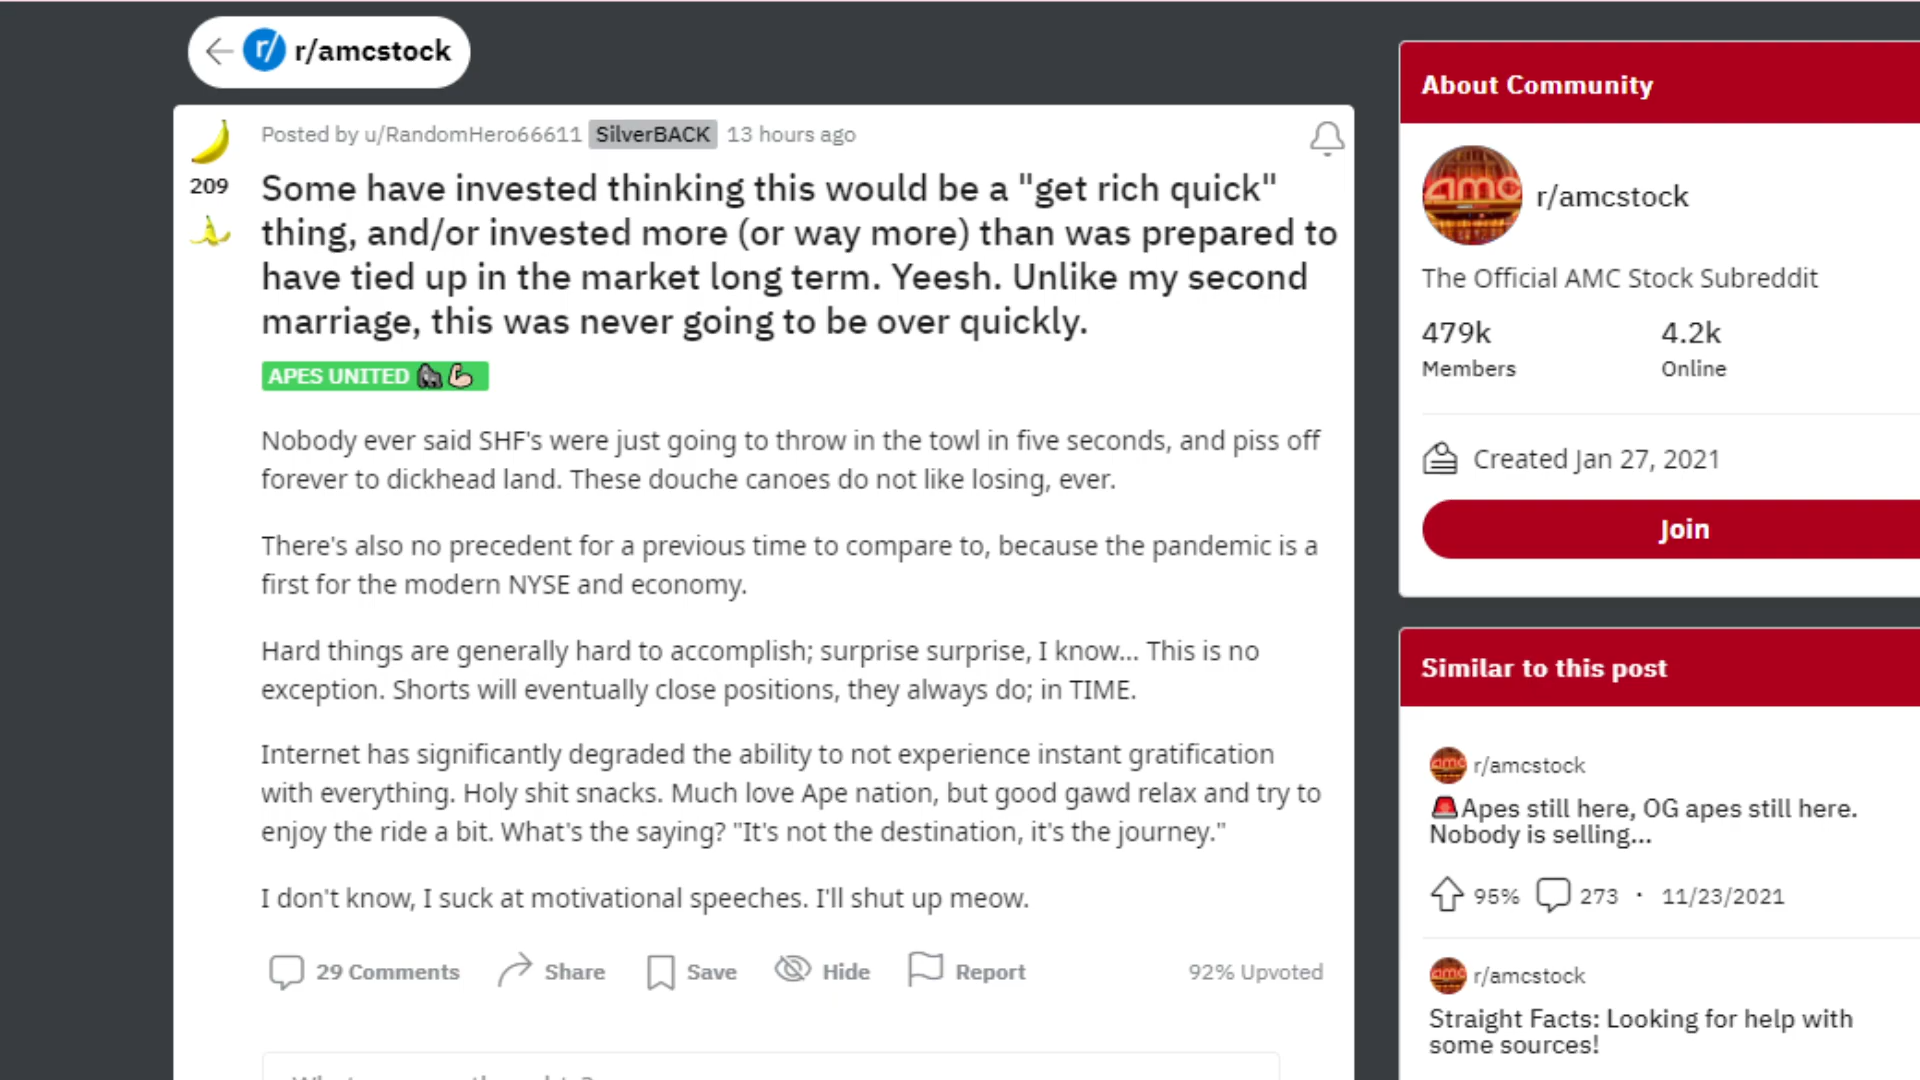 r/ r/amcstock
Posted by u/RandomHero66611 SilverBACK 13 hours ago
209
Some have invested thinking this would be a "get rich quick"
thing, and/or invested more (or way more) than was prepared to
have tied up in the market long term. Yeesh. Unlike my second
marriage, this was never going to be over quickly.
APES UNITED
Nobody ever said SHF's were just going to throw in the towl in five seconds, and piss off
forever to dickhead land. These douche canoes do not like losing, ever.
There's also no precedent for a previous time to compare to, because the pandemic is a
first for the modern NYSE and economy.
Hard things are generally hard to accomplish; surprise surprise, I know... This is no
exception. Shorts will eventually close positions, they always do; in TIME.
Internet has significantly degraded the ability to not experience instant gratification
with everything. Holy shit snacks. Much love Ape nation, but good gawd relax and try to
enjoy the ride a bit. What's the saying? "It's not the destination, it's the journey."
I don't know, I suck at motivational speeches. I'll shut up meow.
29 Comments Share Save Hide Report 92% Upvoted
About Community
amc r/amcstock
The Official AMC Stock Subreddit
479k 4.2k
Members Online
Created Jan 27, 2021
Join
Similar to this post
amc r/amcstock
Apes still here, OG apes still here.
Nobody is selling...
95% 273 · 11/23/2021
amc r/amcstock
Straight Facts: Looking for help with
some sources!